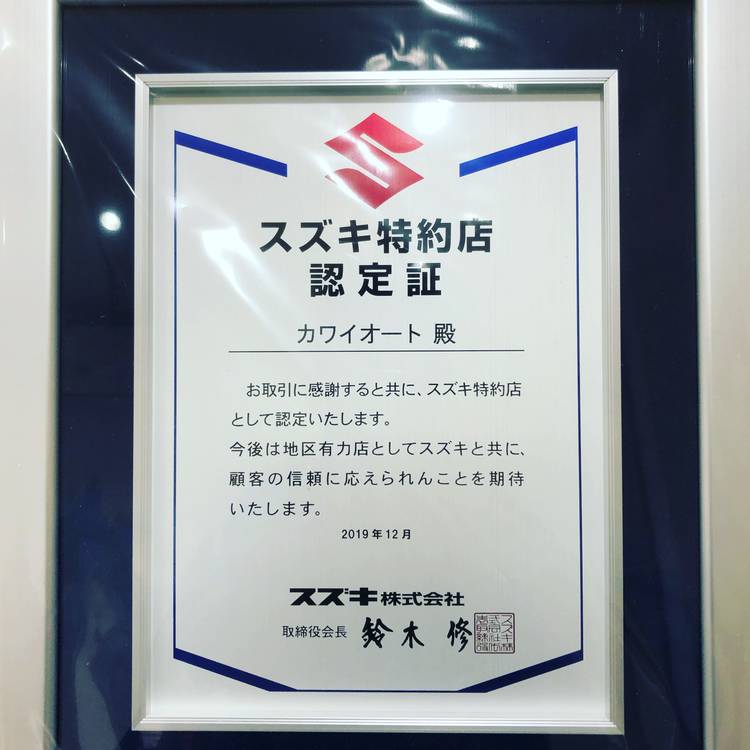 スズキ特約店
認定証
カワイオート 殿
お取引に感謝すると共に、スズキ特約店
として認定いたします。
今後は地区有力店としてスズキと共に、
顧客の信頼に応えられんことを期待
いたします。
2019年12月
スズキ株式会社
取締役会長 鈴木 修